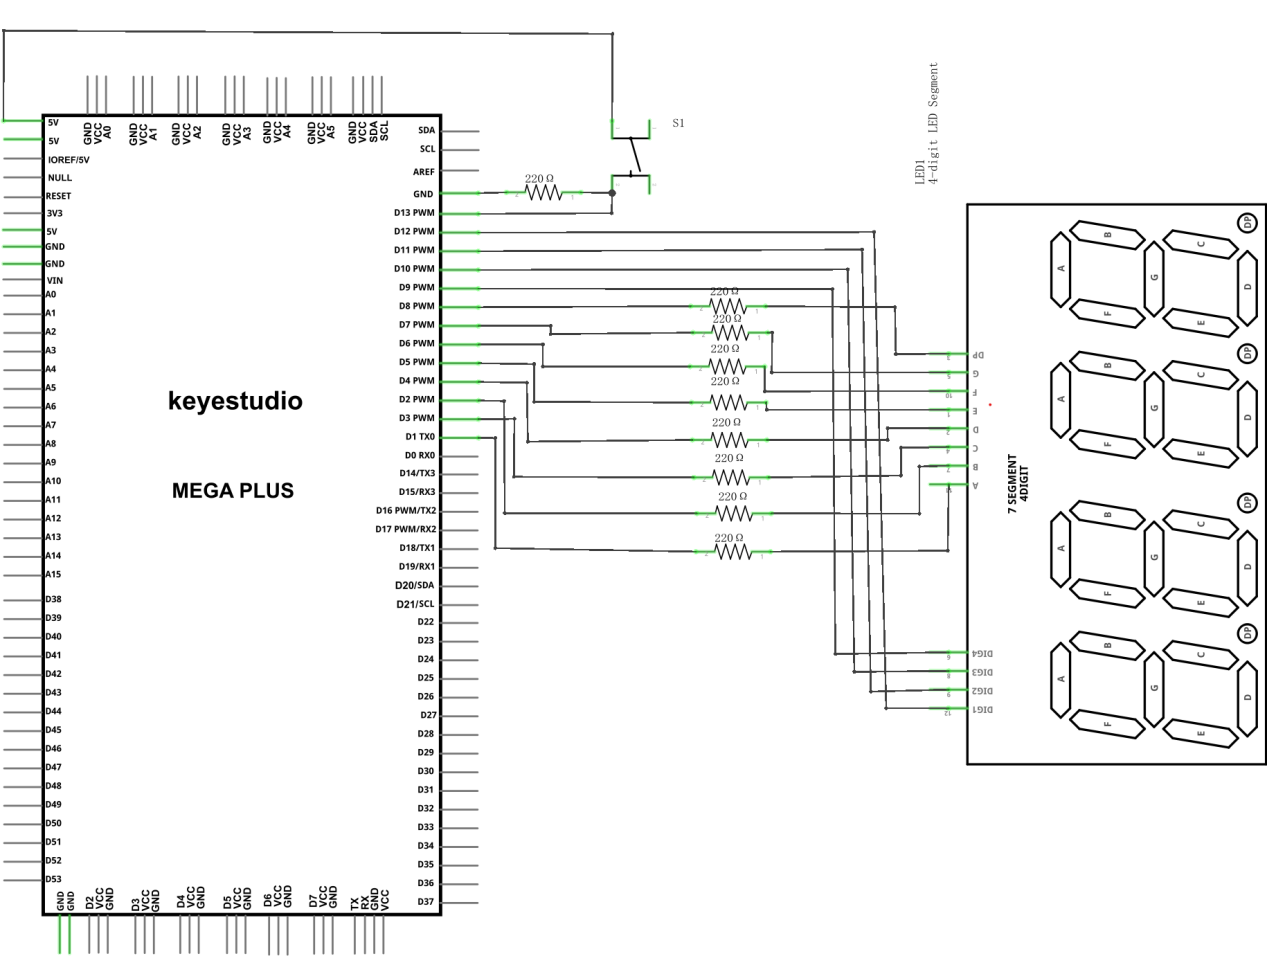 GND
VCC
A0
GND
VCC
A1
GND
VCC
A2
GND
VCC
A3
GND
VCC
A4
GND
VCC
A5
GND
VCC
SDA
SCL
5V
5V
IOREF/5V
NULL
RESET
3V3
5V
GND
GND
VIN
A0
A1
A2
A3
A4
A5
A6
A7
A8
A9
A10
A11
A12
A13
A14
A15
D38
D39
D40
D41
D42
D43
D44
D45
D46
D47
D48
D49
D50
D51
D52
D53
keyestudio
MEGA PLUS
SDA
SCL
AREF
GND
D13 PWM
D12 PWM
D11 PWM
D10 PWM
D9 PWM
D8 PWM
D7 PWM
D6 PWM
D5 PWM
D4 PWM
D2 PWM
D3 PWM
D1 TX0
D0 RX0
D14/TX3
D15/RX3
D16 PWM/TX2
D17 PWM/RX2
D18/TX1
D19/RX1
D20/SDA
D21/SCL
D22
D23
D24
D25
D26
D27
D28
D29
D30
D31
D32
D33
D34
D35
D36
D37
GND
GND
D2
VCC
GND
D3
VCC
GND
D4
VCC
GND
D5
VCC
GND
D6
VCC
GND
D7
VCC
GND
TX
RX
GND
VCC
S1
220 Ω
220 Ω
220 Ω
220 Ω
220 Ω
220 Ω
220 Ω
220 Ω
220 Ω
LED1
4-digit LED Segment
DP
G
F
E
D
C
B
A
DIG4
DIG3
DIG2
DIG1
7 SEGMENT
4DIGIT
A
B
C
D
E
F
G
DP
A
B
C
D
E
F
G
DP
A
B
C
D
E
F
G
DP
A
B
C
D
E
F
G
DP